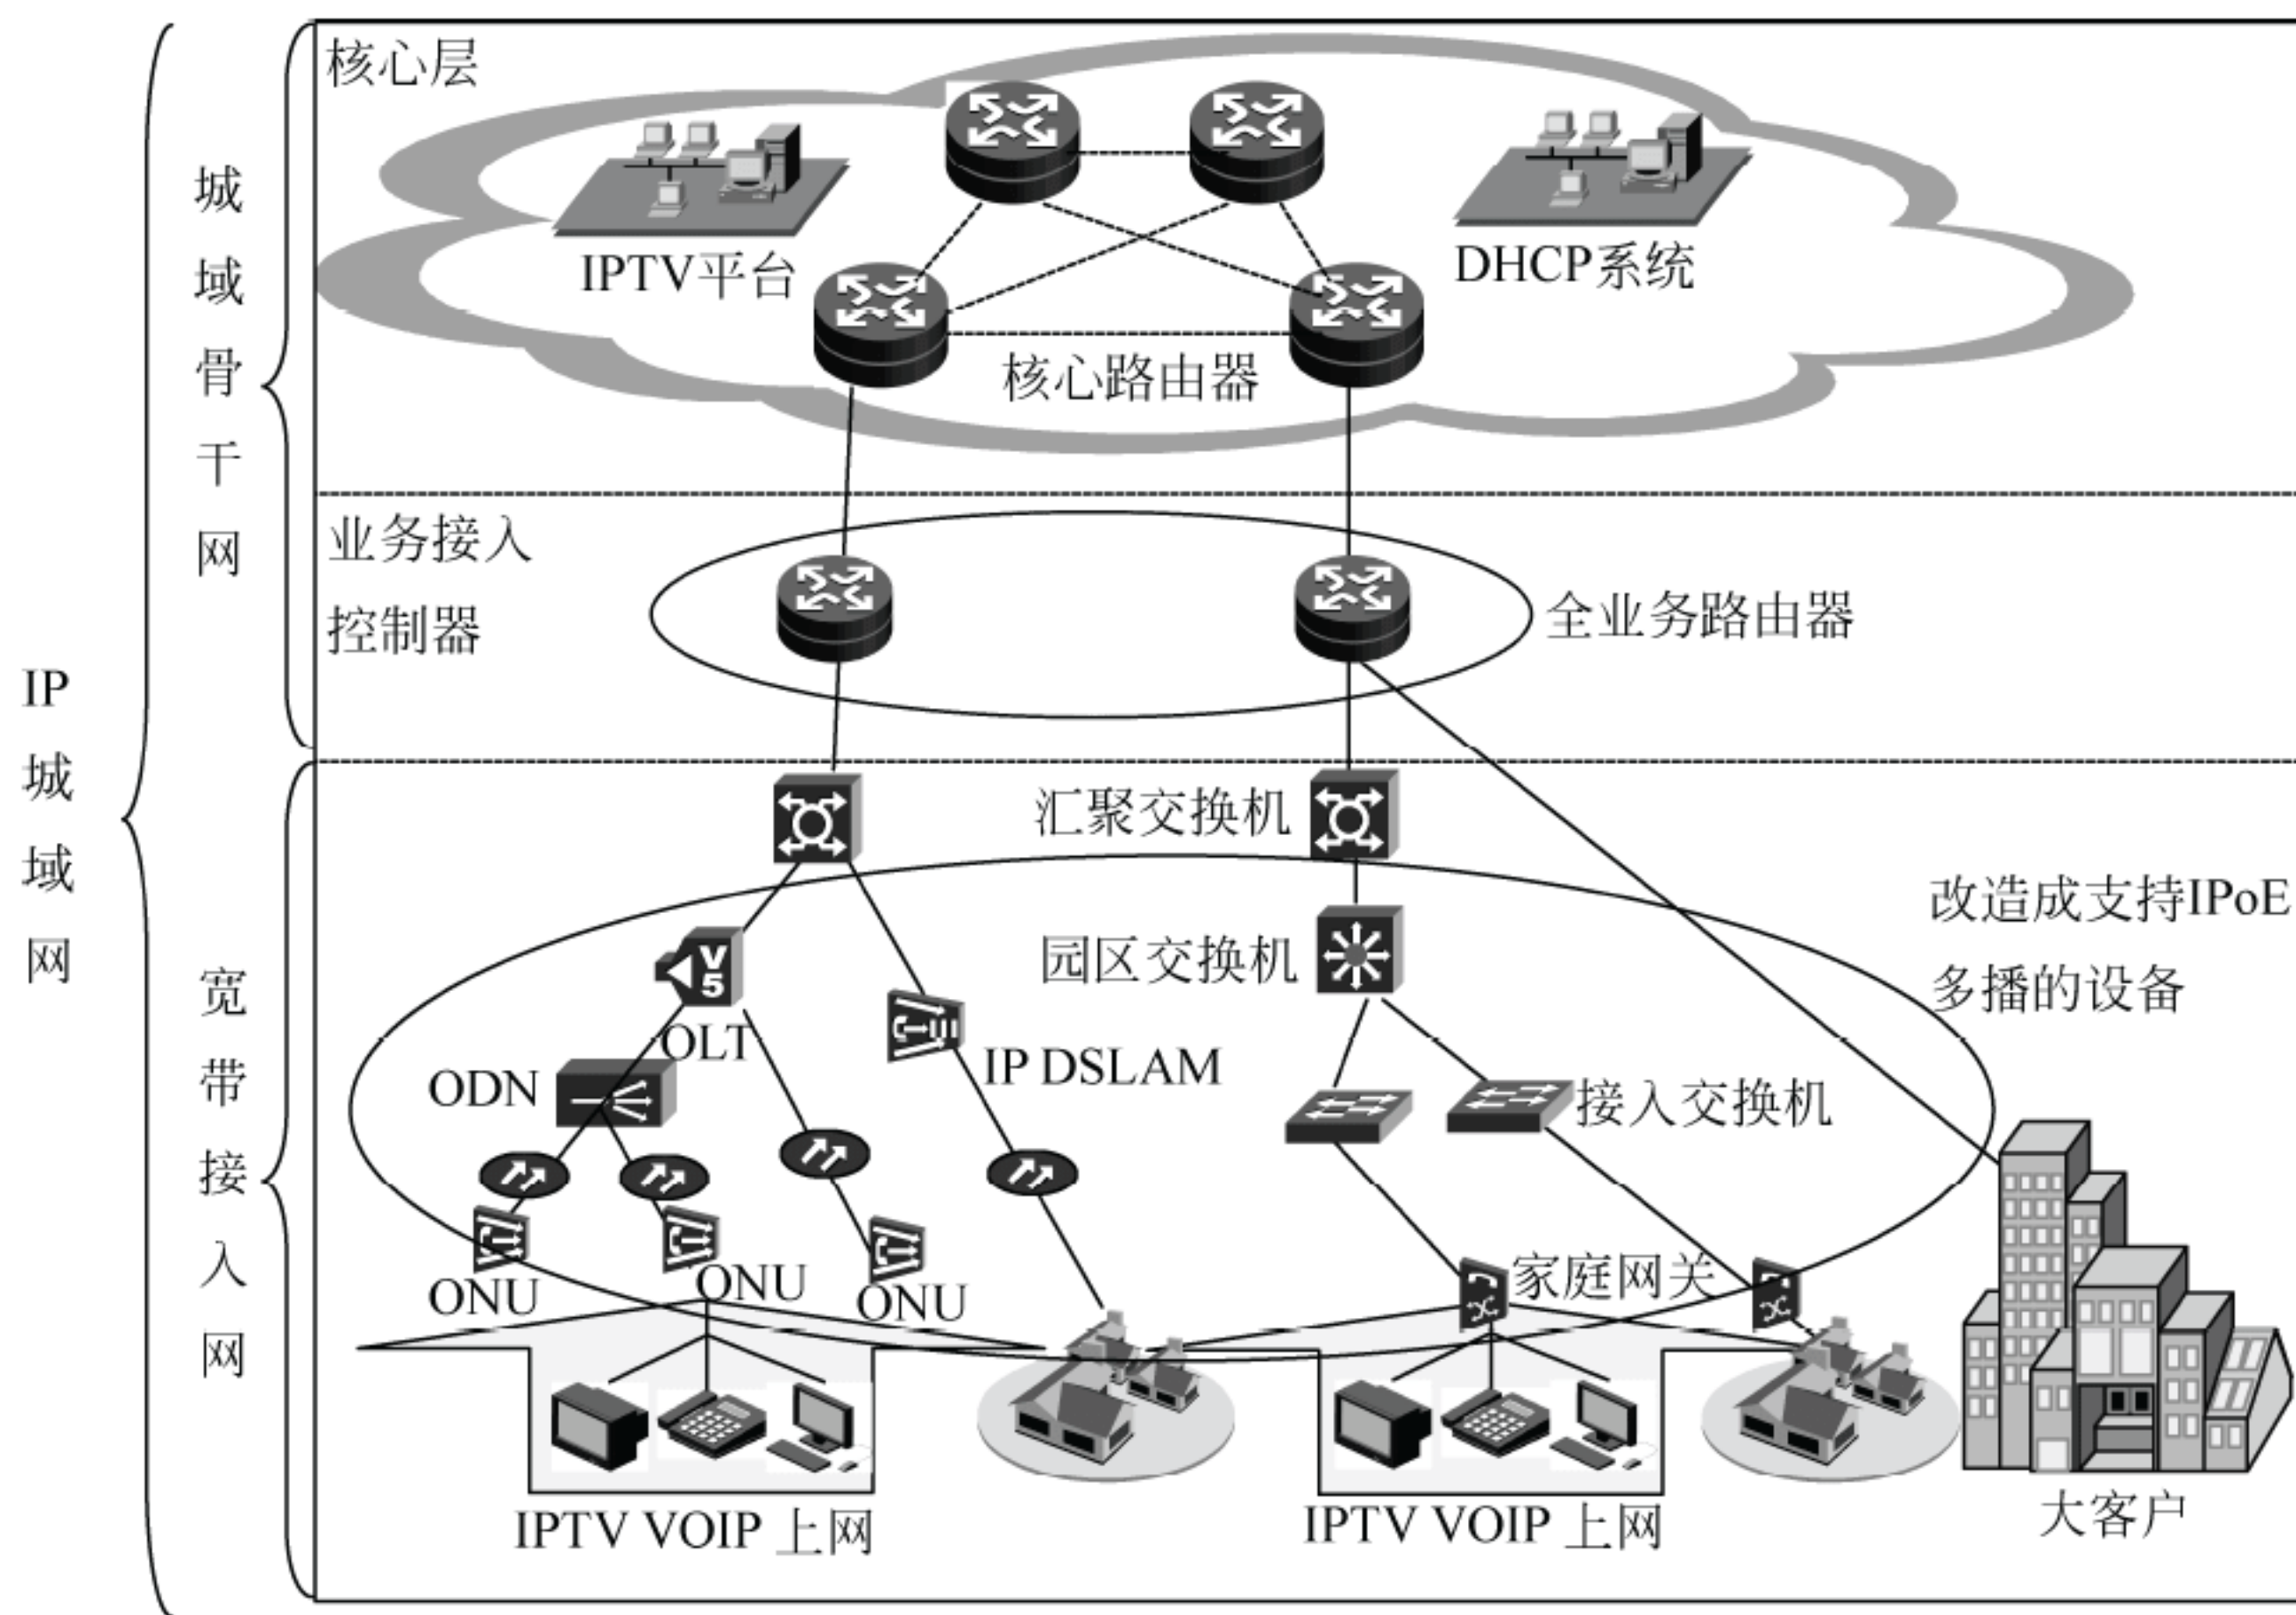 核心层
IPTV平台
DHCP系统
核心路由器
城域骨干网
业务接入
控制器
全业务路由器
IP城域网
汇聚交换机
改造成支持IPoE
多播的设备
园区交换机
V5
OLT
ODN
IP DSLAM
接入交换机
宽带接入网
家庭网关
ONU
ONU
ONU
IPTV VOIP 上网
IPTV VOIP 上网
大客户